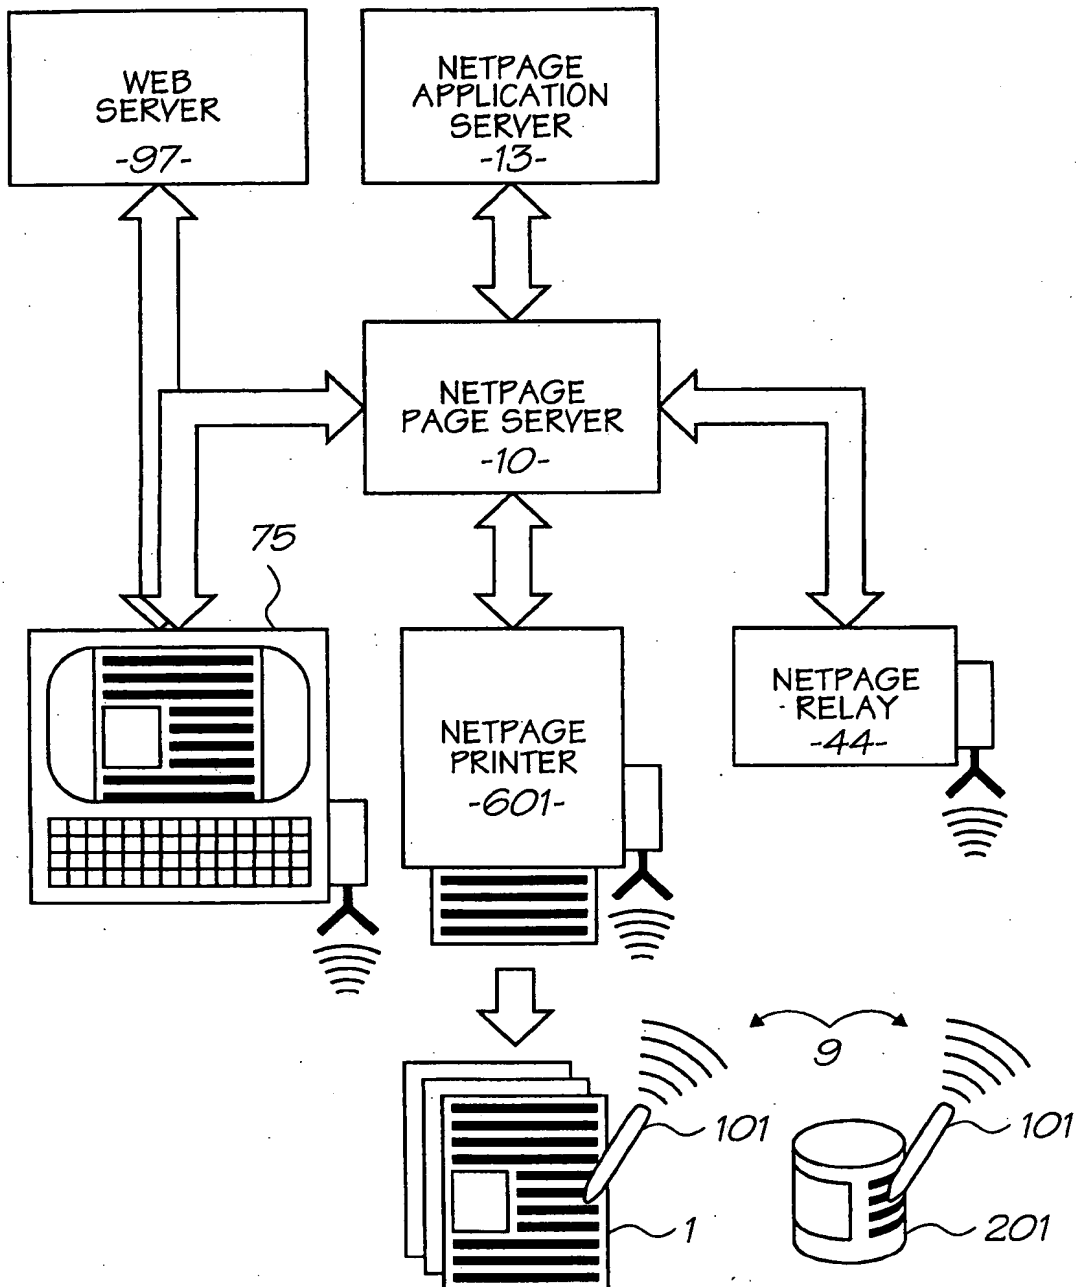 WEB
SERVER
-97-
NETPAGE
APPLICATION
SERVER
-13-
NETPAGE
PAGE SERVER
-10-
75
NETPAGE
PRINTER
-601-
NETPAGE
RELAY
-44-
9
101
101
1
201